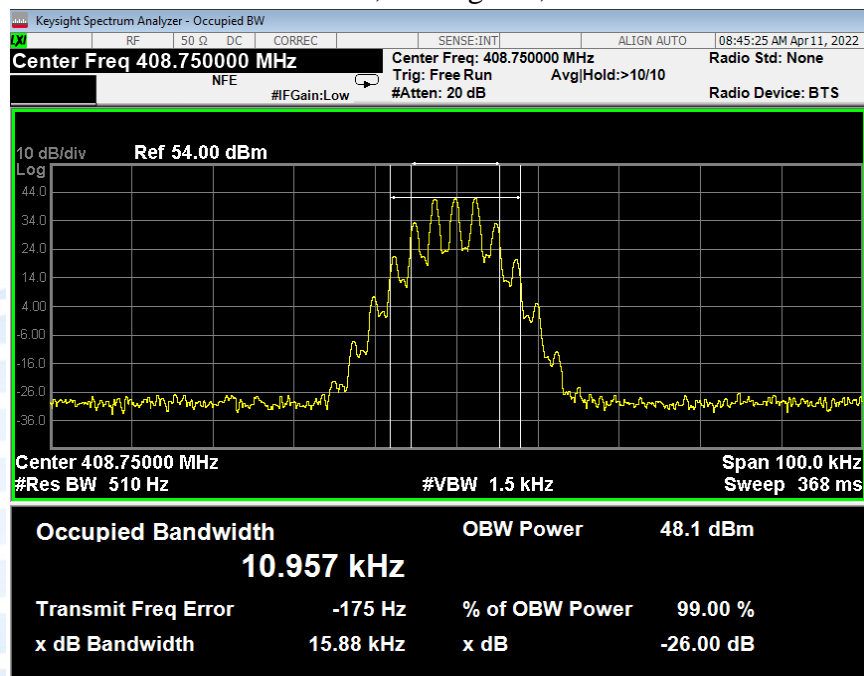 Keysight Spectrum Analyzer - Occupied BW
LXI RF 50 Ω DC CORREC SENSE:INT ALIGN AUTO 08:45:25 AM Apr 11, 2022
Center Freq 408.750000 MHz Center Freq: 408.750000 MHz Radio Std: None
NFE Trig: Free Run Avg|Hold:>10/10
#IFGain:Low #Atten: 20 dB Radio Device: BTS
10 dB/div Ref 54.00 dBm
Log
44.0
34.0
24.0
14.0
4.00
-6.00
-16.0
-26.0
-36.0
Center 408.75000 MHz Span 100.0 kHz
#Res BW 510 Hz #VBW 1.5 kHz Sweep 368 ms
Occupied Bandwidth OBW Power 48.1 dBm
10.957 kHz
Transmit Freq Error -175 Hz % of OBW Power 99.00 %
x dB Bandwidth 15.88 kHz x dB -26.00 dB